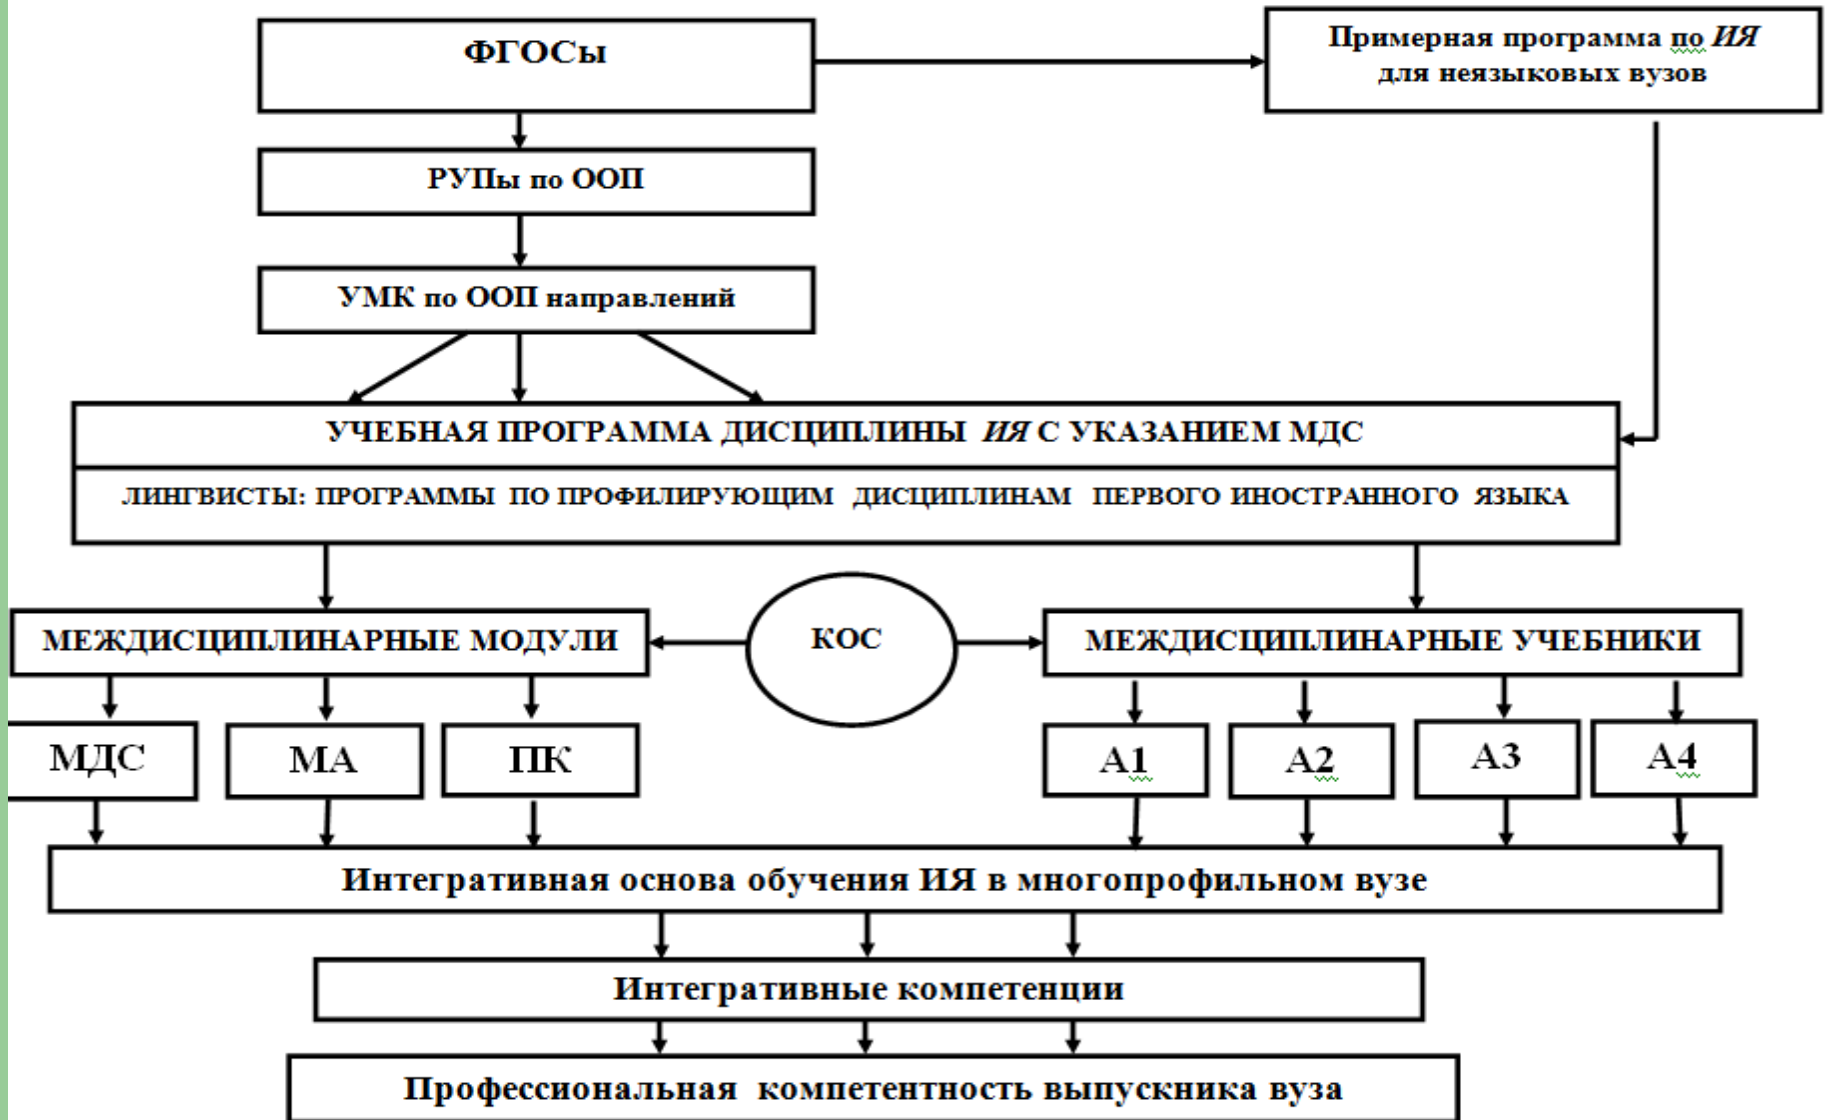 ФГОСы
Примерная программа по ИЯ
для неязыковых вузов
РУПы по ООП
УМК по ООП направлений
УЧЕБНАЯ ПРОГРАММА ДИСЦИПЛИНЫ ИЯ С УКАЗАНИЕМ МДС
ЛИНГВИСТЫ: ПРОГРАММЫ ПО ПРОФИЛИРУЮЩИМ ДИСЦИПЛИНАМ ПЕРВОГО ИНОСТРАННОГО ЯЗЫКА
МЕЖДИСЦИПЛИНАРНЫЕ МОДУЛИ
КОС
МЕЖДИСЦИПЛИНАРНЫЕ УЧЕБНИКИ
МДС
МА
ПК
А1
А2
А3
А4
Интегративная основа обучения ИЯ в многопрофильном вузе
Интегративные компетенции
Профессиональная компетентность выпускника вуза